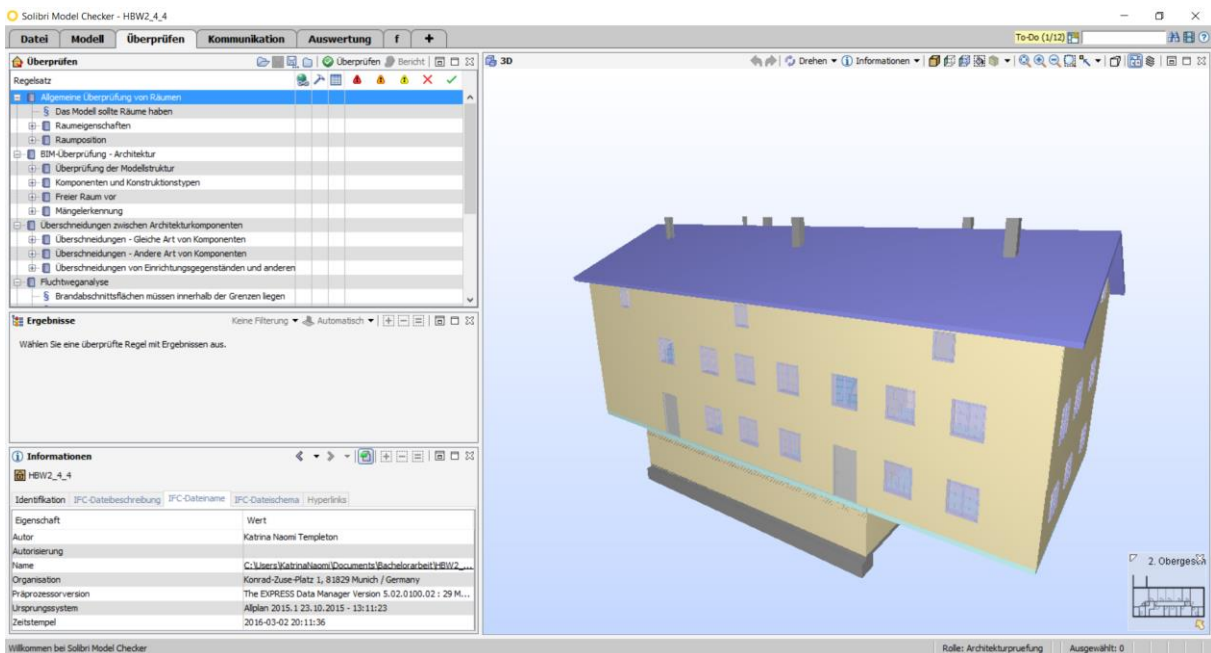 Solibri Model Checker - HBW2_4_4
Datei Modell Überprüfen Kommunikation Auswertung f +
To-Do (1/12)
Überprüfen
Überprüfen Bericht
Regelsatz
Allgemeine Überprüfung von Räumen
§ Das Modell sollte Räume haben
Raumeigenschaften
Raumposition
BIM-Überprüfung - Architektur
Überprüfung der Modellstruktur
Komponenten und Konstruktionstypen
Freier Raum vor
Mängelerkennung
Überschneidungen zwischen Architekturkomponenten
Überschneidungen - Gleiche Art von Komponenten
Überschneidungen - Andere Art von Komponenten
Überschneidungen von Einrichtungsgegenständen und anderen
Fluchtweganalyse
§ Brandabschnittsflächen müssen innerhalb der Grenzen liegen
Ergebnisse
Keine Filterung Automatisch
Wählen Sie eine überprüfte Regel mit Ergebnissen aus.
Informationen
HBW2_4_4
Identifikation IFC-Dateibeschreibung IFC-Dateiname IFC-Dateischema Hyperlinks
Eigenschaft Wert
Autor Katrina Naomi Templeton
Autorisierung
Name C:\Users\KatrinaNaomi\Documents\Bachelorarbeit\HBW2_...
Organisation Konrad-Zuse-Platz 1, 81829 Munich / Germany
Präprozessorversion The EXPRESS Data Manager Version 5.02.0100.02 : 29 M...
Ursprungssystem Allplan 2015.1 23.10.2015 - 13:11:23
Zeitstempel 2016-03-02 20:11:36
3D
Drehen Informationen
2. Obergesch
Willkommen bei Solibri Model Checker
Rolle: Architekturpruefung Ausgewählt: 0